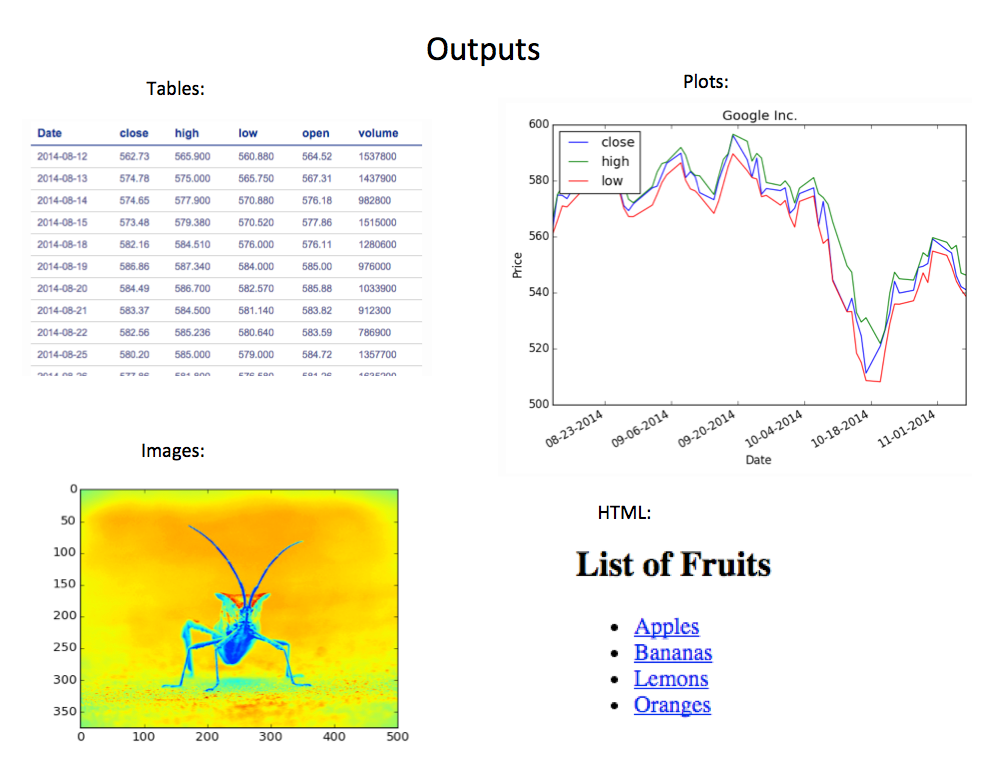 Outputs
Tables:
Date close high low open volume
2014-08-12 562.73 565.900 560.880 564.52 1537800
2014-08-13 574.78 575.000 565.750 567.31 1437900
2014-08-14 574.65 577.900 570.880 576.18 982800
2014-08-15 573.48 579.380 570.520 577.86 1515000
2014-08-18 582.16 584.510 576.000 576.11 1280600
2014-08-19 586.86 587.340 584.000 585.00 976000
2014-08-20 584.49 586.700 582.570 585.88 1033900
2014-08-21 583.37 584.500 581.140 583.82 912300
2014-08-22 582.56 585.236 580.640 583.59 786900
2014-08-25 580.20 585.000 579.000 584.72 1357700
Plots:
Google Inc.
close
high
low
600
580
560
540
520
500
Price
08-23-2014 09-06-2014 09-20-2014 10-04-2014 10-18-2014 11-01-2014
Date
Images:
0
50
100
150
200
250
300
350
0 100 200 300 400 500
HTML:
List of Fruits
Apples
Bananas
Lemons
Oranges